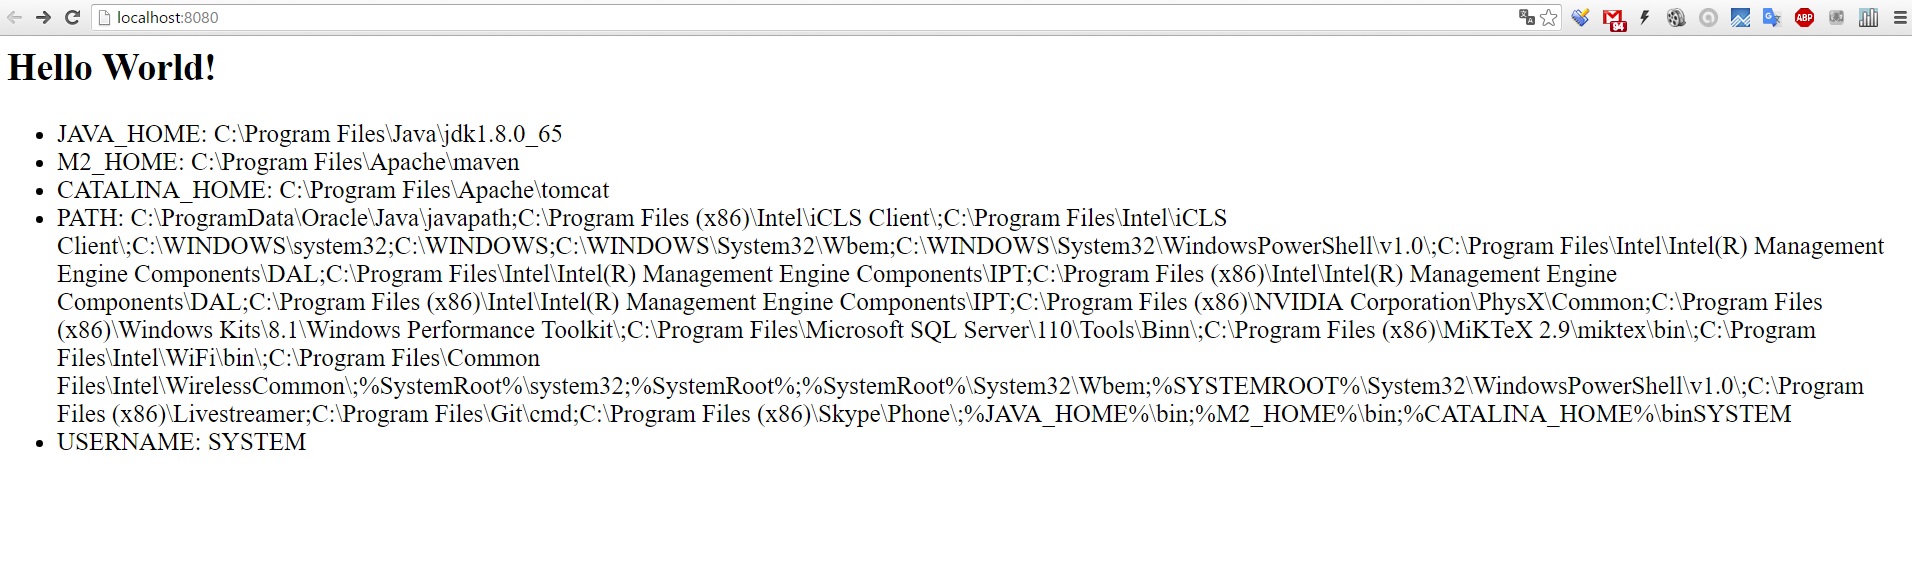 localhost:8080
94
ABP
Hello World!
• JAVA_HOME: C:\Program Files\Java\jdk1.8.0_65
• M2_HOME: C:\Program Files\Apache\maven
• CATALINA_HOME: C:\Program Files\Apache\tomcat
• PATH: C:\ProgramData\Oracle\Java\javapath;C:\Program Files (x86)\Intel\iCLS Client\;C:\Program Files\Intel\iCLS
Client\;C:\WINDOWS\system32;C:\WINDOWS;C:\WINDOWS\System32\Wbem;C:\WINDOWS\System32\WindowsPowerShell\v1.0\;C:\Program Files\Intel\Intel(R) Management
Engine Components\DAL;C:\Program Files\Intel\Intel(R) Management Engine Components\IPT;C:\Program Files (x86)\Intel\Intel(R) Management Engine
Components\DAL;C:\Program Files (x86)\Intel\Intel(R) Management Engine Components\IPT;C:\Program Files (x86)\NVIDIA Corporation\PhysX\Common;C:\Program Files
(x86)\Windows Kits\8.1\Windows Performance Toolkit\;C:\Program Files\Microsoft SQL Server\110\Tools\Binn\;C:\Program Files (x86)\MiKTeX 2.9\miktex\bin\;C:\Program
Files\Intel\WiFi\bin\;C:\Program Files\Common
Files\Intel\WirelessCommon\;%SystemRoot%\system32;%SystemRoot%;%SystemRoot%\System32\Wbem;%SYSTEMROOT%\System32\WindowsPowerShell\v1.0\;C:\Program
Files (x86)\Livestreamer;C:\Program Files\Git\cmd;C:\Program Files (x86)\Skype\Phone\;%JAVA_HOME%\bin;%M2_HOME%\bin;%CATALINA_HOME%\binSYSTEM
• USERNAME: SYSTEM